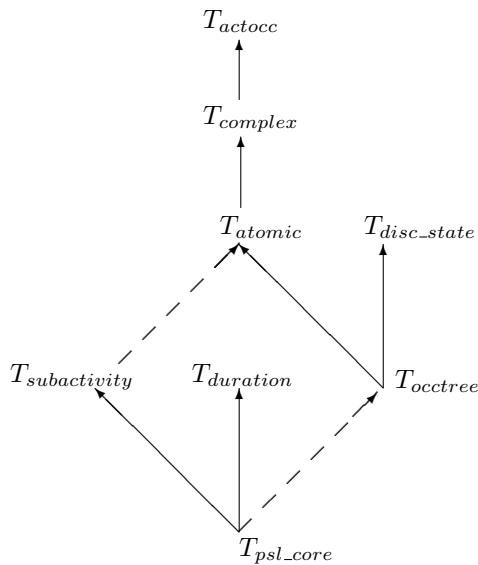 T_actocc
T_complex
T_atomic T_disc_state
T_subactivity T_duration T_occtree
T_psl_core